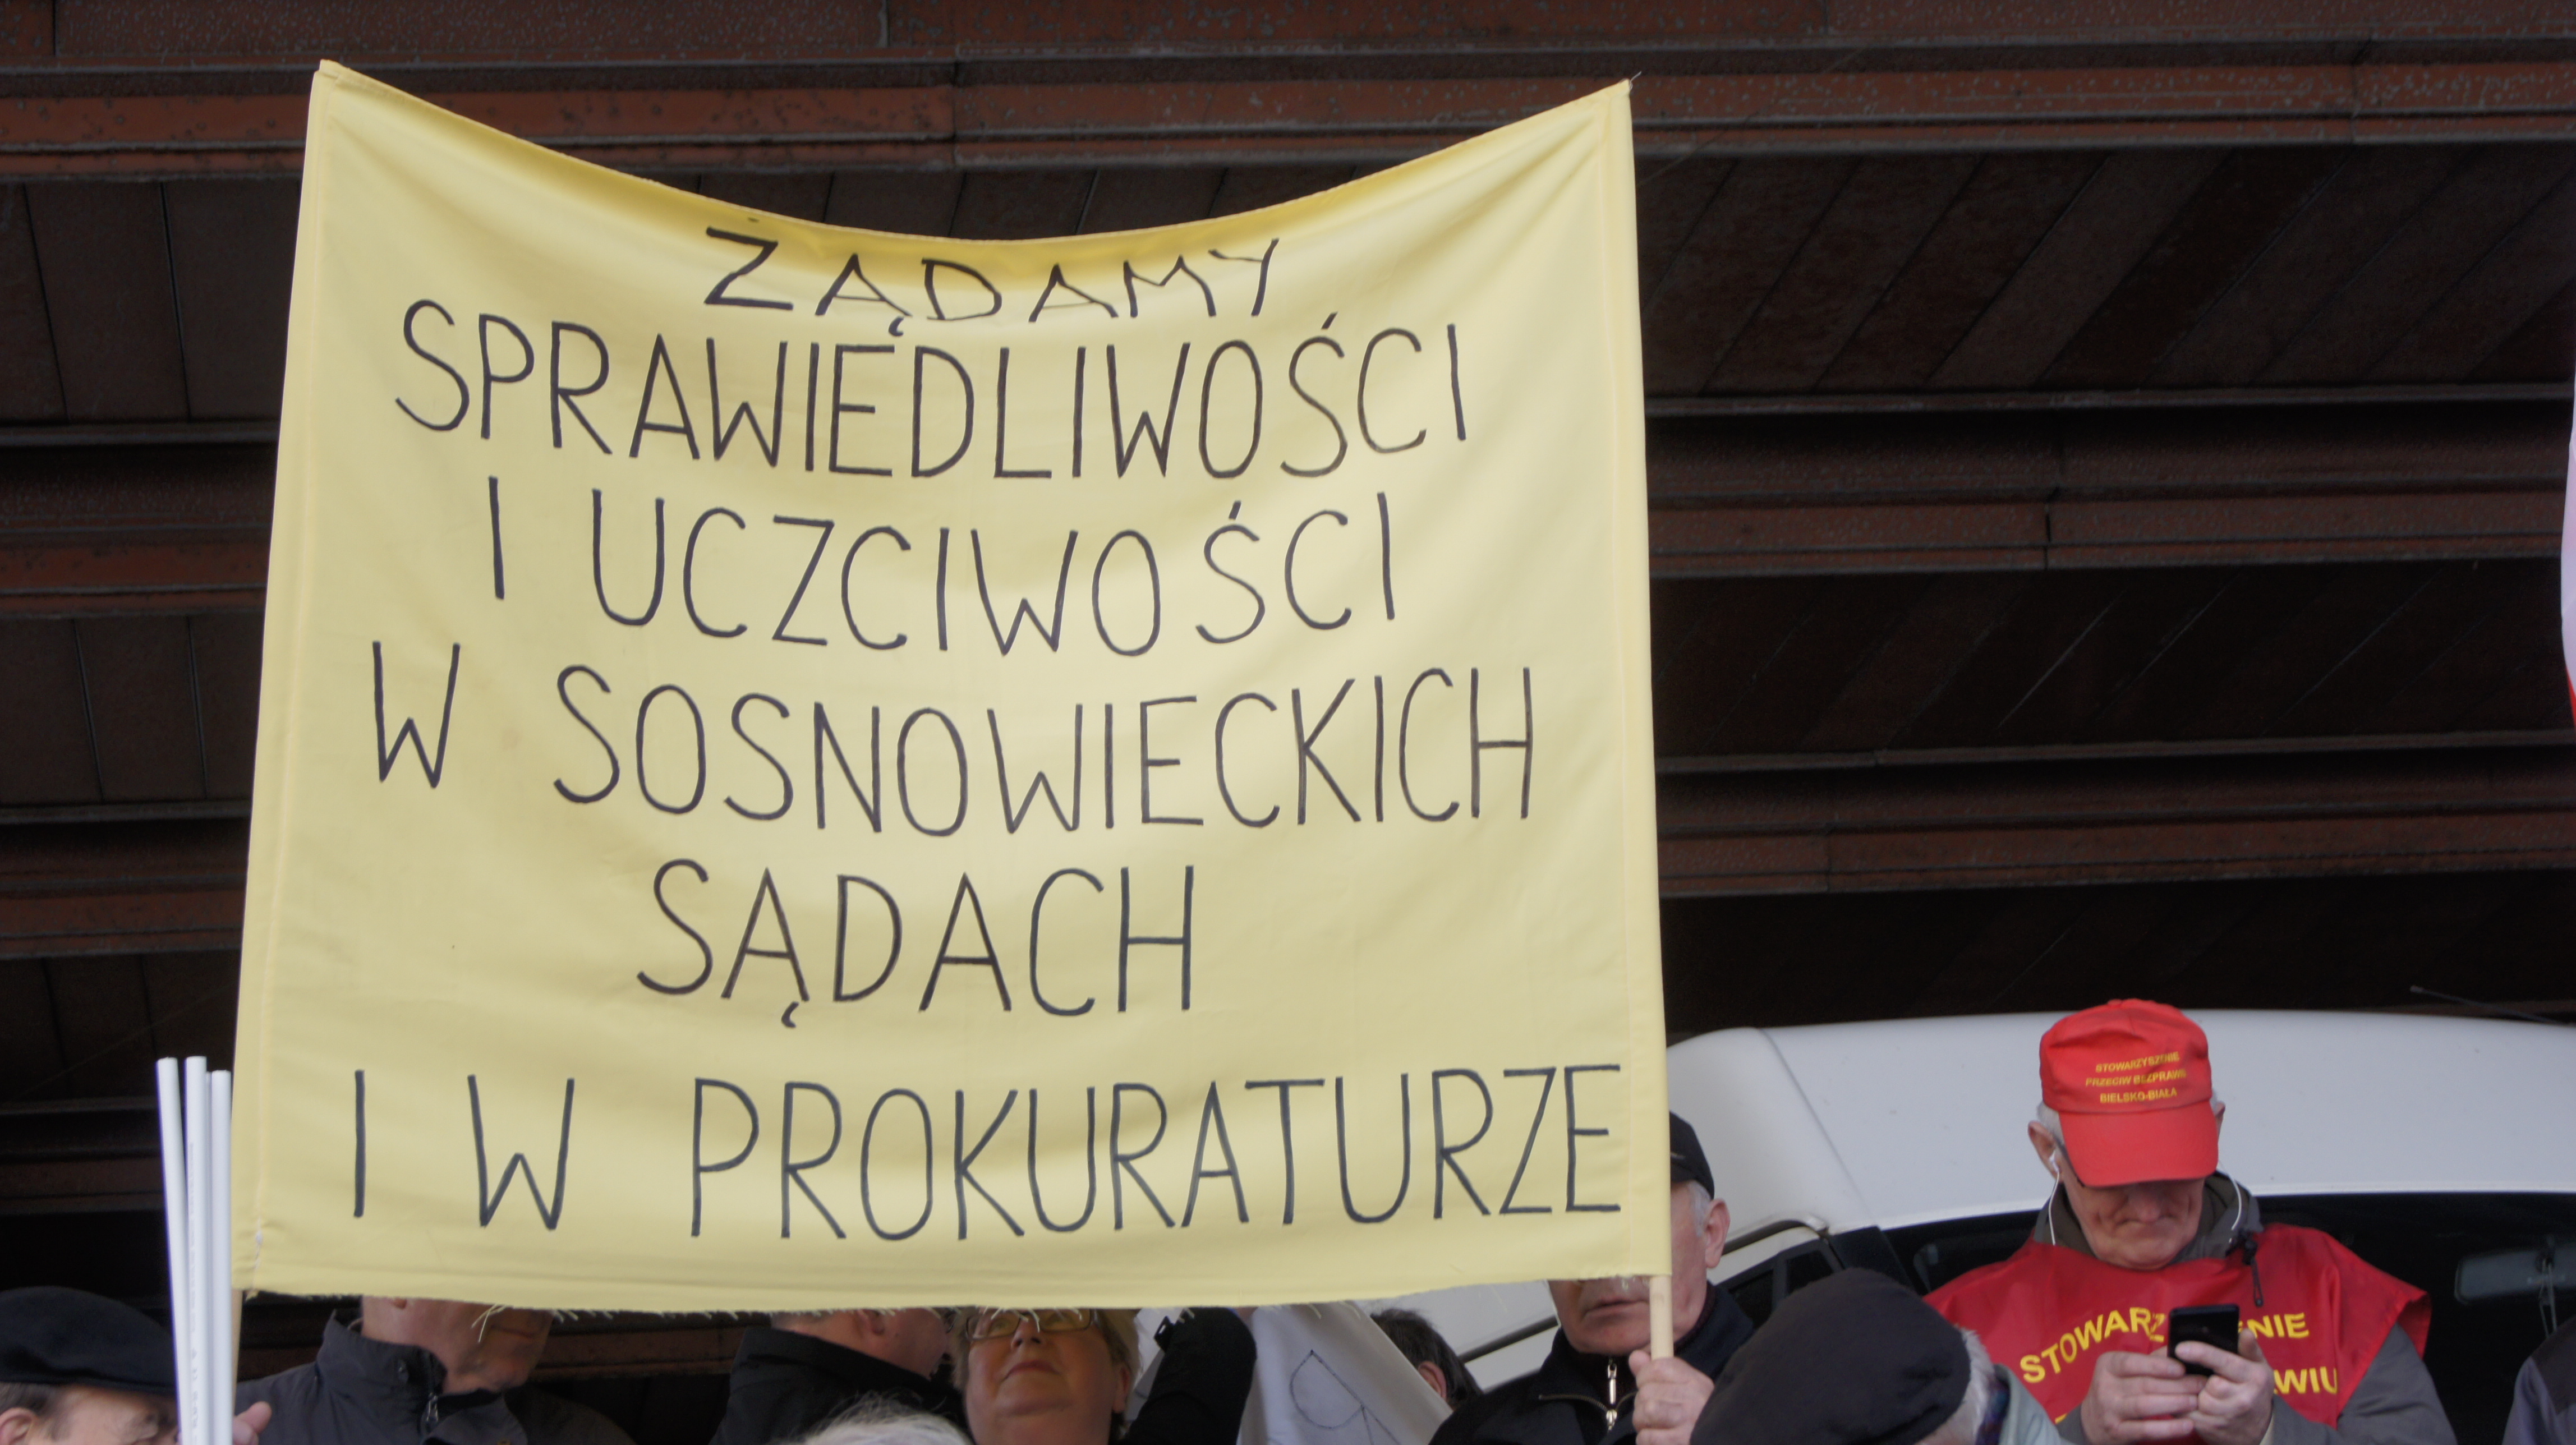 ŻĄDAMY
SPRAWIEDLIWOŚCI
I UCZCIWOŚCI
W SOSNOWIECKICH
SĄDACH
I W PROKURATURZE
STOWARZYSZENIE
PRZECIW BEZPRAWIU
BIELSKO-BIAŁA